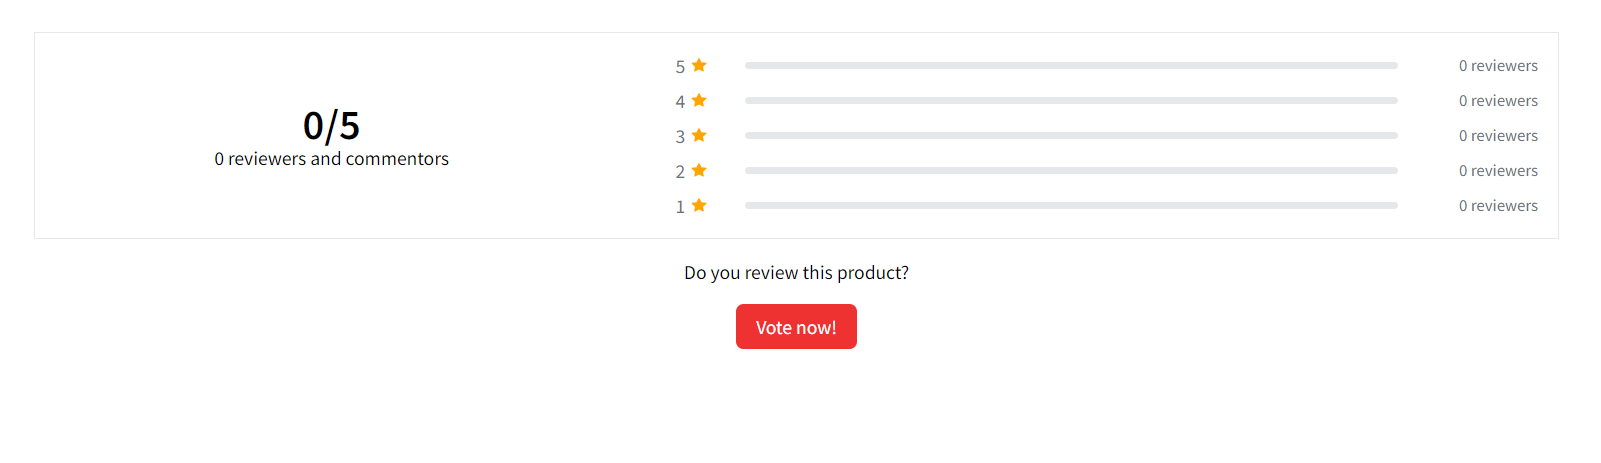 0/5
0 reviewers and commentors
5 0 reviewers
4 0 reviewers
3 0 reviewers
2 0 reviewers
1 0 reviewers
Do you review this product?
Vote now!